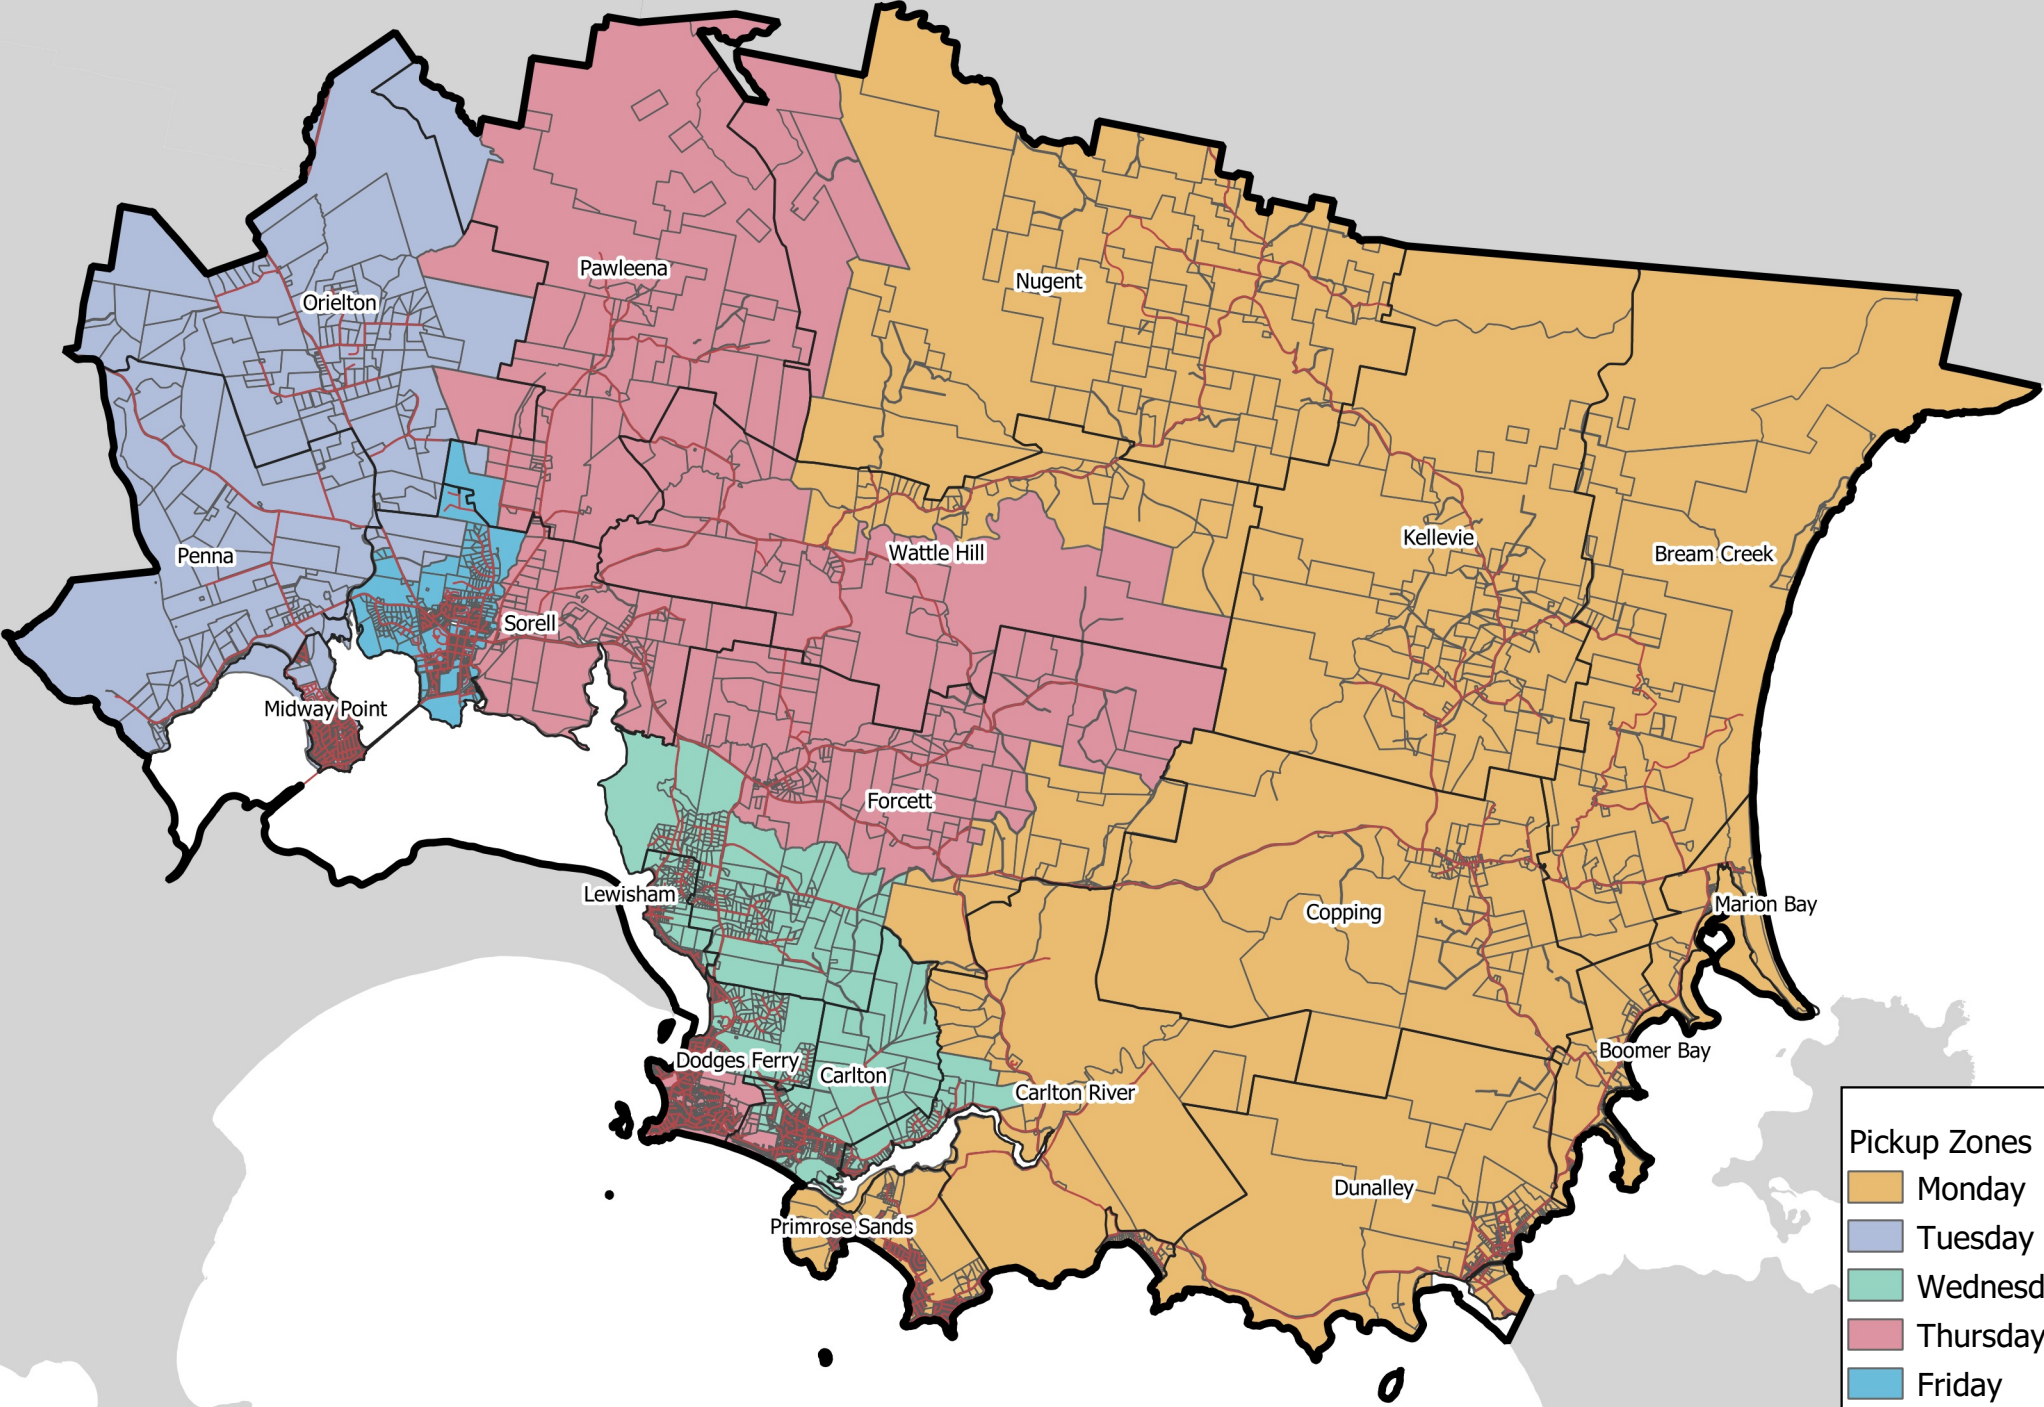 Pawleena
Nugent
Orielton
Kellevie
Wattle Hill
Bream Creek
Penna
Sorell
Midway Point
Forcett
Lewisham
Marion Bay
Copping
Boomer Bay
Dodges Ferry
Carlton
Carlton River
Dunalley
Primrose Sands
Pickup Zones
Monday
Tuesday
Wednesd
Thursday
Friday